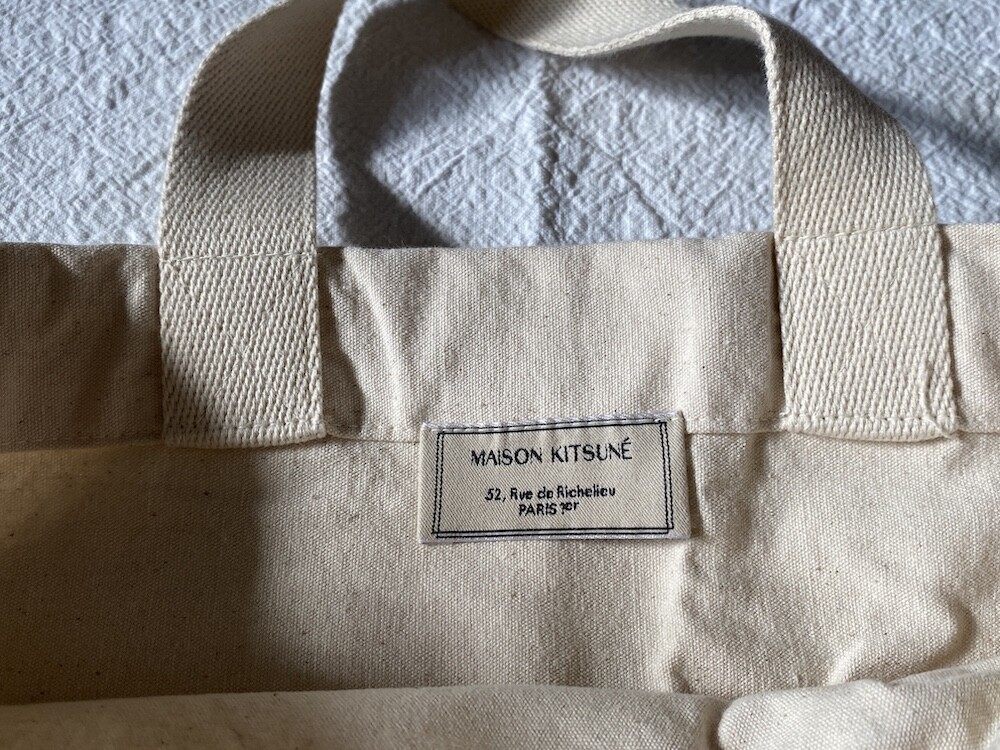 MAISON KITSUNÉ
52, Rue de Richelieu
PARIS 1er